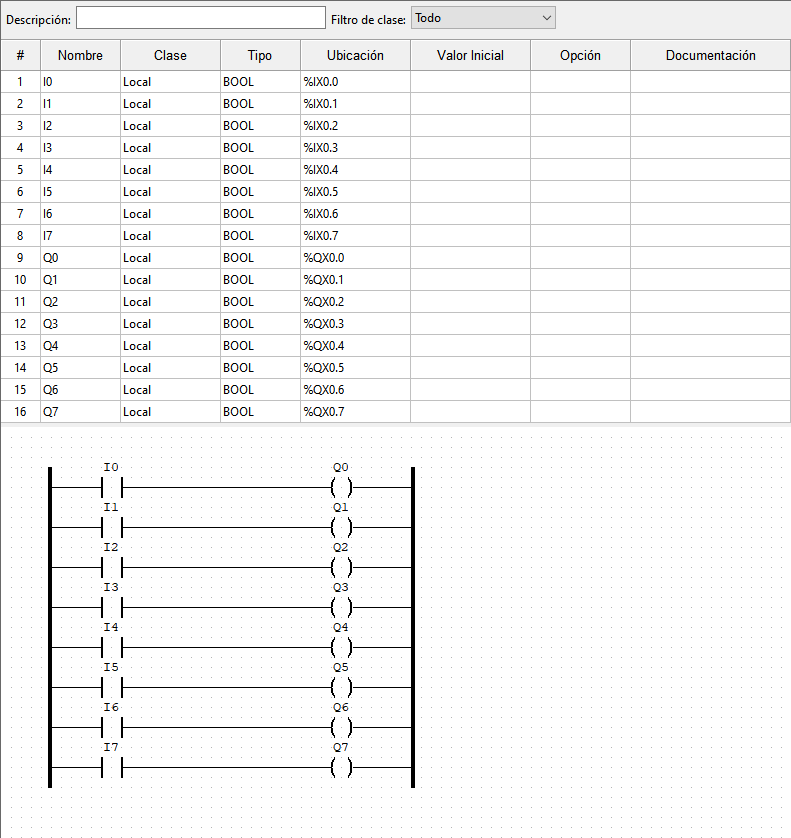 Descripción: Filtro de clase: Todo
# Nombre Clase Tipo Ubicación Valor Inicial Opción Documentación
1 I0 Local BOOL %IX0.0
2 I1 Local BOOL %IX0.1
3 I2 Local BOOL %IX0.2
4 I3 Local BOOL %IX0.3
5 I4 Local BOOL %IX0.4
6 I5 Local BOOL %IX0.5
7 I6 Local BOOL %IX0.6
8 I7 Local BOOL %IX0.7
9 Q0 Local BOOL %QX0.0
10 Q1 Local BOOL %QX0.1
11 Q2 Local BOOL %QX0.2
12 Q3 Local BOOL %QX0.3
13 Q4 Local BOOL %QX0.4
14 Q5 Local BOOL %QX0.5
15 Q6 Local BOOL %QX0.6
16 Q7 Local BOOL %QX0.7
I0 Q0
I1 Q1
I2 Q2
I3 Q3
I4 Q4
I5 Q5
I6 Q6
I7 Q7